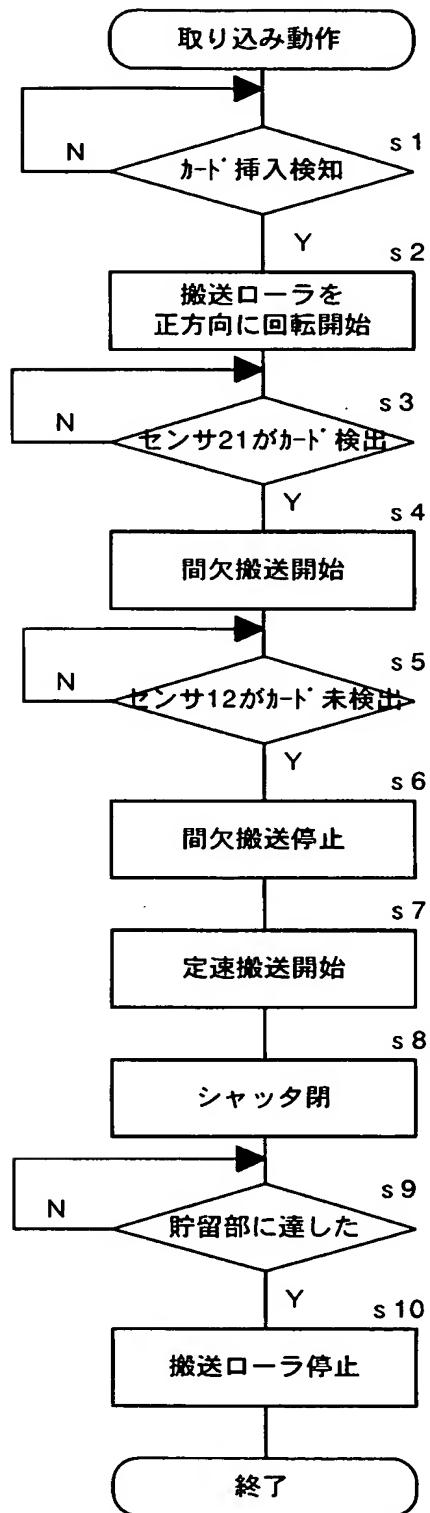 取り込み動作
s1
N
ｶｰﾄﾞ挿入検知
Y
s2
搬送ローラを
正方向に回転開始
s3
N
センサ21がｶｰﾄﾞ検出
Y
s4
間欠搬送開始
s5
N
センサ12がｶｰﾄﾞ未検出
Y
s6
間欠搬送停止
s7
定速搬送開始
s8
シャッタ閉
s9
N
貯留部に達した
Y
s10
搬送ローラ停止
終了